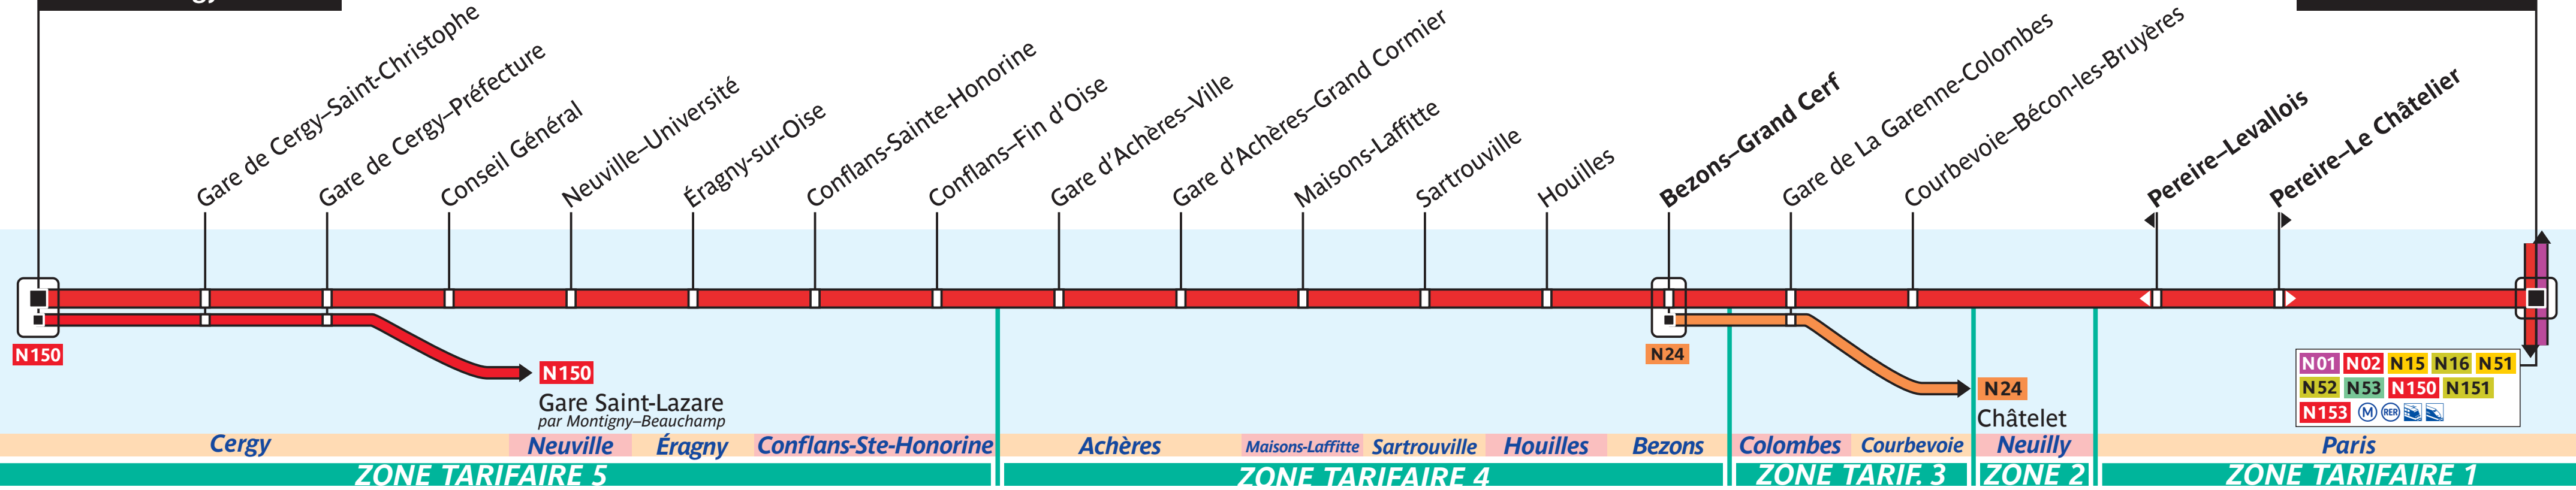 Gare de Cergy–Saint-Christophe
Gare de Cergy–Préfecture
Conseil Général
Neuville–Université
Éragny-sur-Oise
Conflans-Sainte-Honorine
Conflans–Fin d’Oise
Gare d’Achères–Ville
Gare d’Achères–Grand Cormier
Maisons-Laffitte
Sartrouville
Houilles
Bezons–Grand Cerf
Gare de La Garenne-Colombes
Courbevoie–Bécon-les-Bruyères
Pereire–Levallois
Pereire–Le Châtelier
N150
N150
Gare Saint-Lazare
par Montigny–Beauchamp
N24
N24
Châtelet
N01 N02 N15 N16 N51
N52 N53 N150 N151
N153 M RER
Cergy
Neuville
Éragny
Conflans-Ste-Honorine
Achères
Maisons-Laffitte
Sartrouville
Houilles
Bezons
Colombes
Courbevoie
Neuilly
Paris
ZONE TARIFAIRE 5
ZONE TARIFAIRE 4
ZONE TARIF. 3
ZONE 2
ZONE TARIFAIRE 1